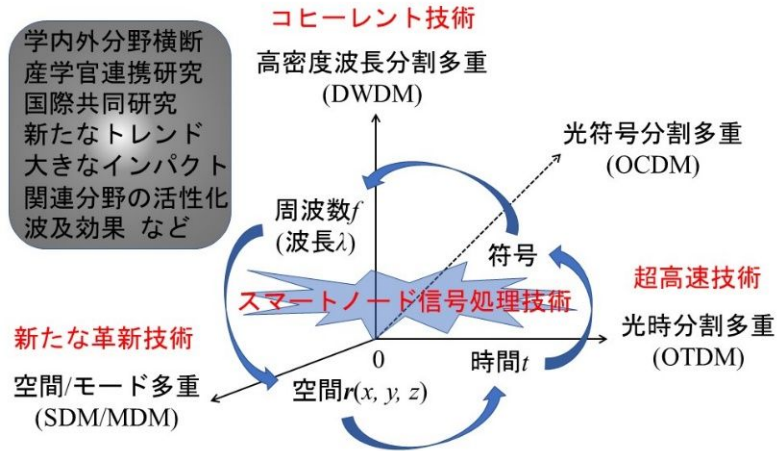 学内外分野横断
産学官連携研究
国際共同研究
新たなトレンド
大きなインパクト
関連分野の活性化
波及効果 など
コヒーレント技術
高密度波長分割多重
(DWDM)
光符号分割多重
(OCDM)
周波数f
(波長λ)
符号
超高速技術
スマートノード信号処理技術
新たな革新技術
光時分割多重
(OTDM)
0
時間t
空間/モード多重
(SDM/MDM)
空間r(x, y, z)